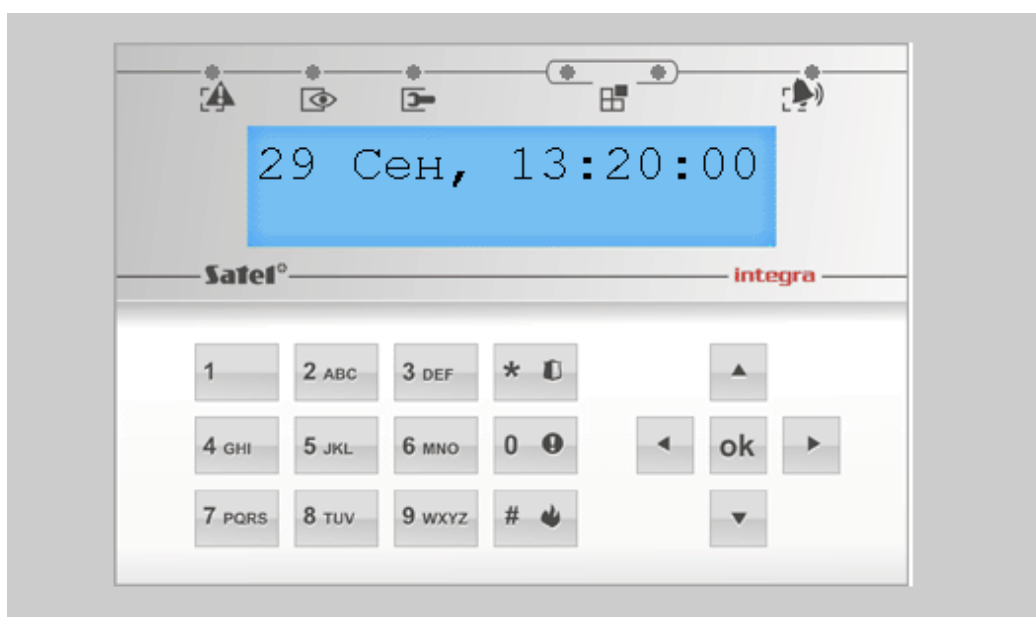 29 Сен, 13:20:00
Satel®
integra
1 2 ABC 3 DEF *
4 GHI 5 JKL 6 MNO 0 ok
7 PQRS 8 TUV 9 WXYZ #